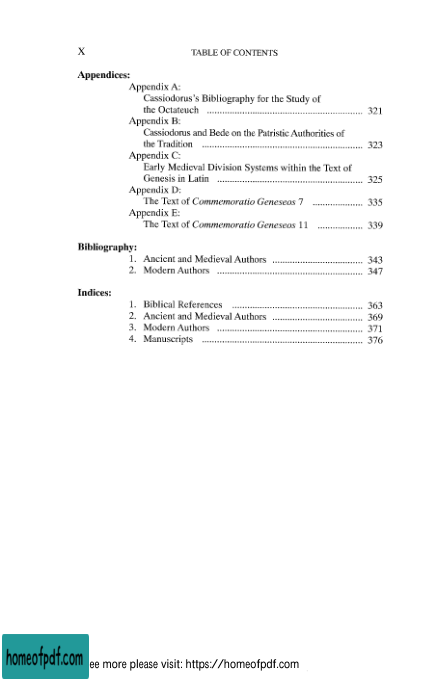 X TABLE OF CONTENTS
Appendices:
Appendix A:
Cassiodorus's Bibliography for the Study of
the Octateuch ........................................................ 321
Appendix B:
Cassiodorus and Bede on the Patristic Authorities of
the Tradition ........................................................ 323
Appendix C:
Early Medieval Division Systems within the Text of
Genesis in Latin .................................................... 325
Appendix D:
The Text of Commemoratio Geneseos 7 .................. 335
Appendix E:
The Text of Commemoratio Geneseos 11 ................ 339
Bibliography:
1. Ancient and Medieval Authors ................................ 343
2. Modern Authors .................................................... 347
Indices:
1. Biblical References ............................................... 363
2. Ancient and Medieval Authors ................................ 369
3. Modern Authors .................................................... 371
4. Manuscripts ......................................................... 376
homeofpdf.com ee more please visit: https://homeofpdf.com